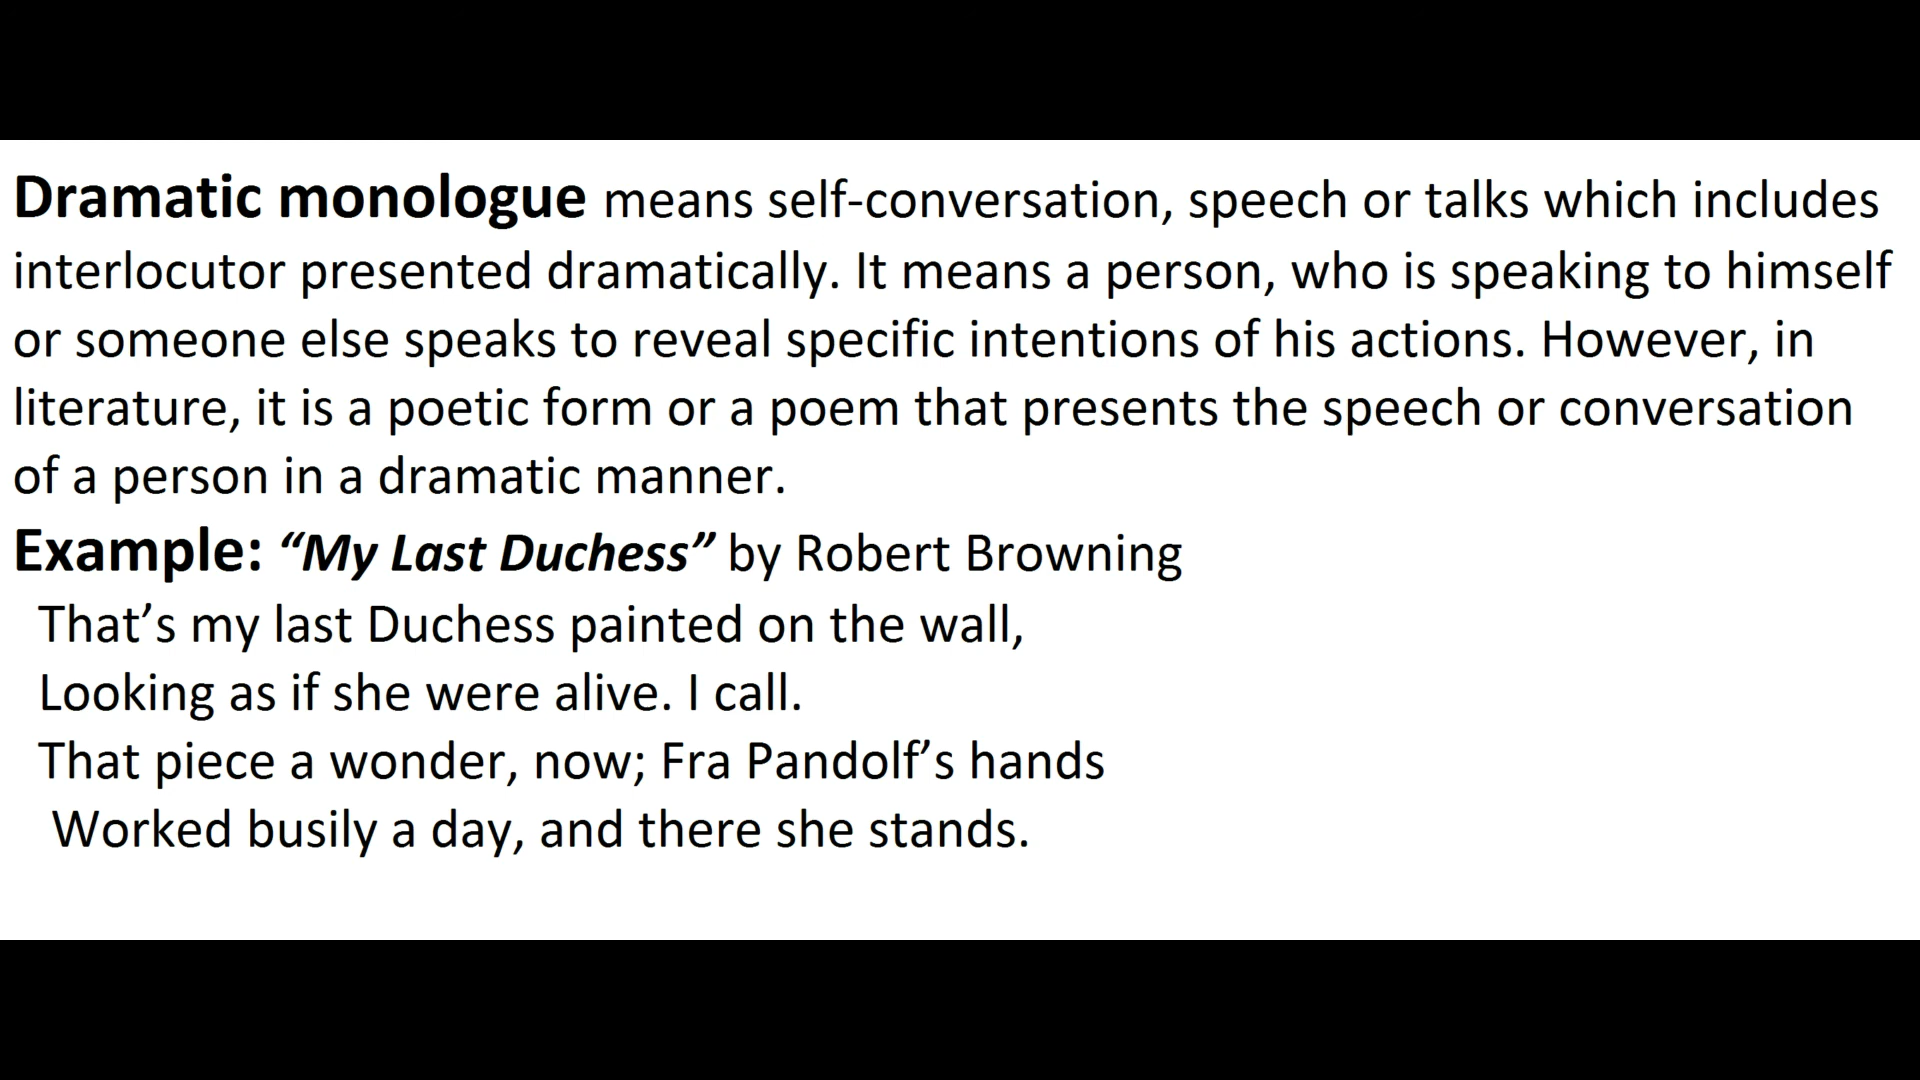 Dramatic monologue means self-conversation, speech or talks which includes
interlocutor presented dramatically. It means a person, who is speaking to himself
or someone else speaks to reveal specific intentions of his actions. However, in
literature, it is a poetic form or a poem that presents the speech or conversation
of a person in a dramatic manner.
Example: “My Last Duchess” by Robert Browning
That’s my last Duchess painted on the wall,
Looking as if she were alive. I call.
That piece a wonder, now; Fra Pandolf’s hands
Worked busily a day, and there she stands.